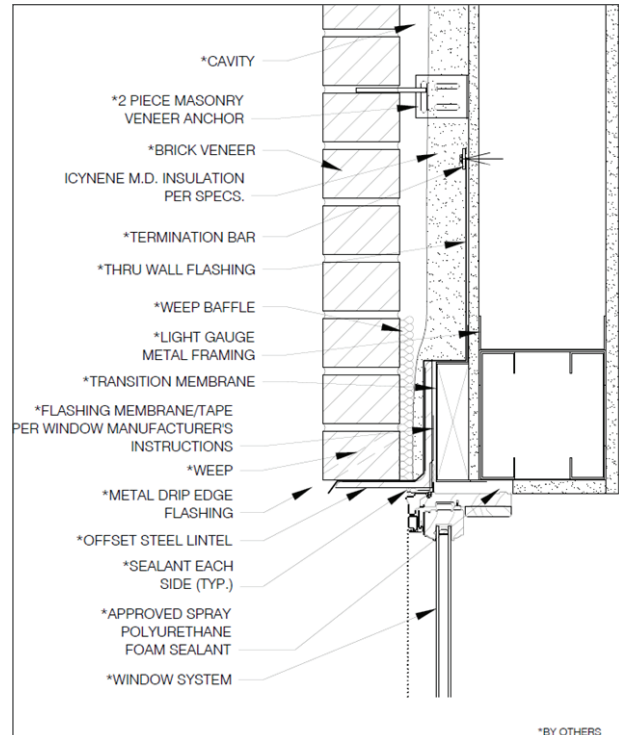 *CAVITY
*2 PIECE MASONRY
VENEER ANCHOR
*BRICK VENEER
ICYNENE M.D. INSULATION
PER SPECS.
*TERMINATION BAR
*THRU WALL FLASHING
*WEEP BAFFLE
*LIGHT GAUGE
METAL FRAMING
*TRANSITION MEMBRANE
*FLASHING MEMBRANE/TAPE
PER WINDOW MANUFACTURER'S
INSTRUCTIONS
*WEEP
*METAL DRIP EDGE
FLASHING
*OFFSET STEEL LINTEL
*SEALANT EACH
SIDE (TYP.)
*APPROVED SPRAY
POLYURETHANE
FOAM SEALANT
*WINDOW SYSTEM
*BY OTHERS